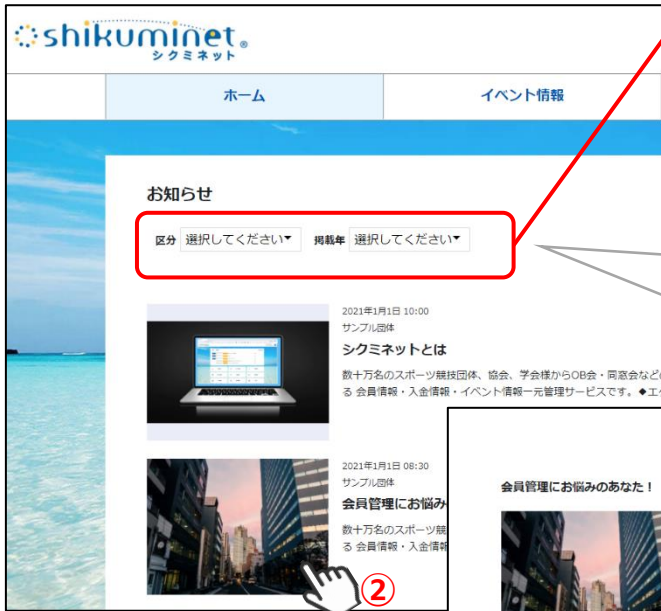 shikuminet®
シクミネット
ホーム
イベント情報
お知らせ
区分 選択してください▼ 掲載年 選択してください▼
2021年1月1日 10:00
サンプル団体
シクミネットとは
数十万名のスポーツ競技団体、協会、学会様からOB会・同窓会など
る 会員情報・入金情報・イベント情報一元管理サービスです。◆エ
2021年1月1日 08:30
サンプル団体
会員管理にお悩み
数十万名のスポーツ競
る 会員情報・入金情報
②
会員管理にお悩みのあなた！